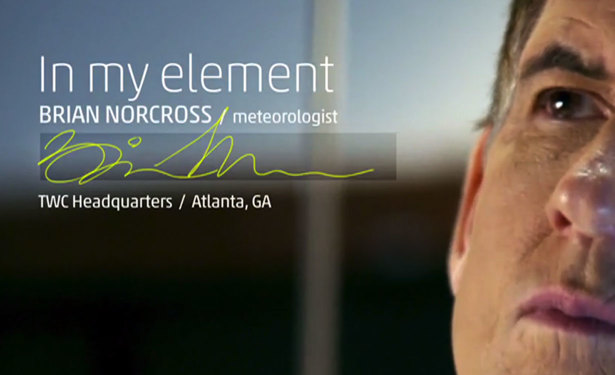 In my element
BRIAN NORCROSS / meteorologist
TWC Headquarters / Atlanta, GA